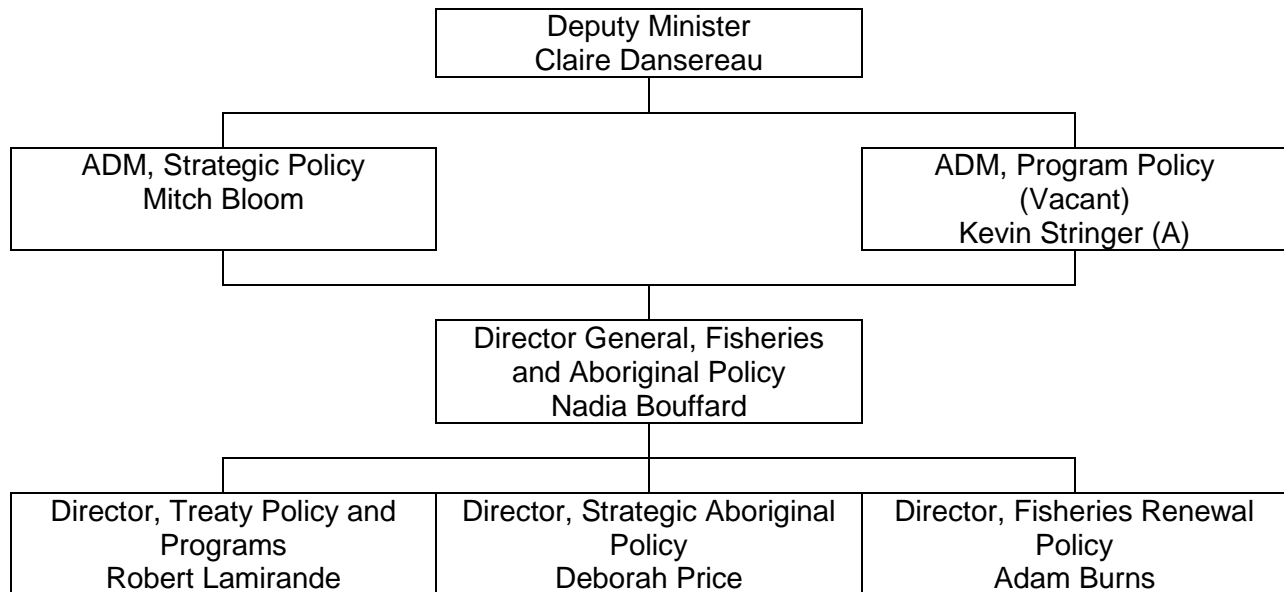 Deputy Minister
Claire Dansereau
ADM, Strategic Policy
Mitch Bloom
ADM, Program Policy
(Vacant)
Kevin Stringer (A)
Director General, Fisheries
and Aboriginal Policy
Nadia Bouffard
Director, Treaty Policy and
Programs
Robert Lamirande
Director, Strategic Aboriginal
Policy
Deborah Price
Director, Fisheries Renewal
Policy
Adam Burns